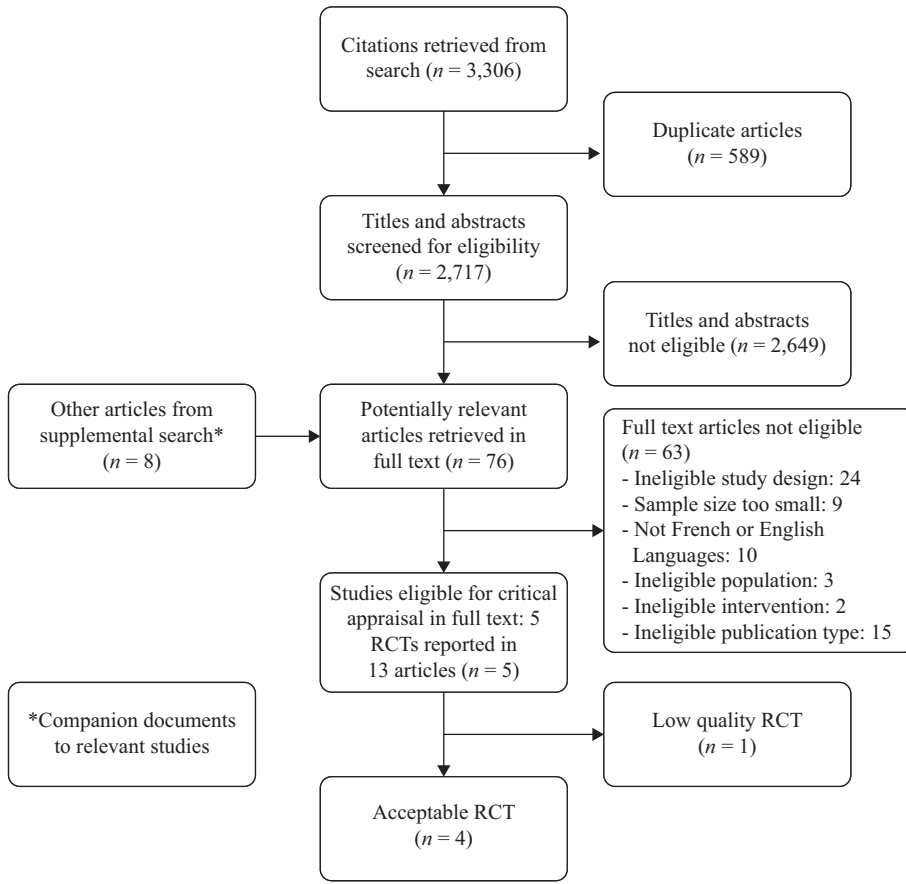 Citations retrieved from
search (n = 3,306)
Duplicate articles
(n = 589)
Titles and abstracts
screened for eligibility
(n = 2,717)
Titles and abstracts
not eligible (n = 2,649)
Other articles from
supplemental search*
(n = 8)
Potentially relevant
articles retrieved in
full text (n = 76)
Full text articles not eligible
(n = 63)
- Ineligible study design: 24
- Sample size too small: 9
- Not French or English
Languages: 10
- Ineligible population: 3
- Ineligible intervention: 2
- Ineligible publication type: 15
Studies eligible for critical
appraisal in full text: 5
RCTs reported in
13 articles (n = 5)
*Companion documents
to relevant studies
Low quality RCT
(n = 1)
Acceptable RCT
(n = 4)